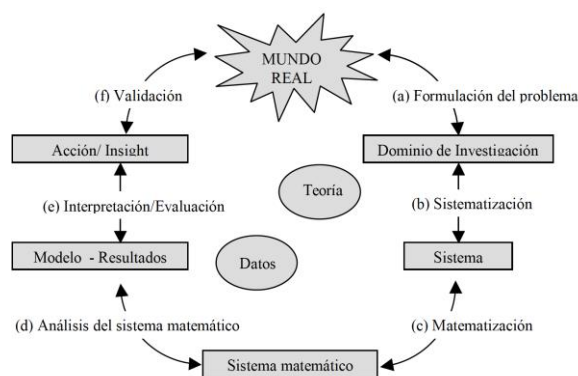 MUNDO
REAL
(f) Validación
(a) Formulación del problema
Acción/ Insight
Dominio de Investigación
Teoría
(e) Interpretación/Evaluación
(b) Sistematización
Modelo - Resultados
Datos
Sistema
(d) Análisis del sistema matemático
(c) Matematización
Sistema matemático